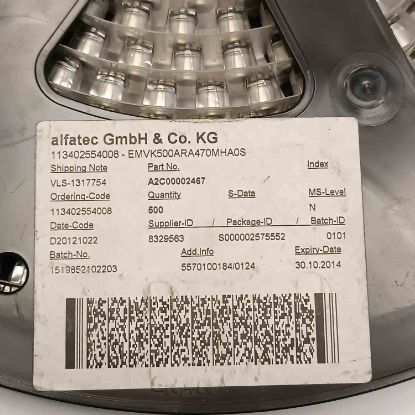 alfatec GmbH & Co. KG
113402554008 - EMVK500ARA470MHA0S
Shipping Note Part No. Index
VLS-1317754 A2C00002467
Ordering-Code Quantity S-Data MS-Level
113402554008 500 N
Date-Code Supplier-ID / Package-ID / Batch-ID
D20121022 8329563 S000002575552 0101
Batch-No. Add.Info Expiry-Date
1519852102203 5570100184/0124 30.10.2014